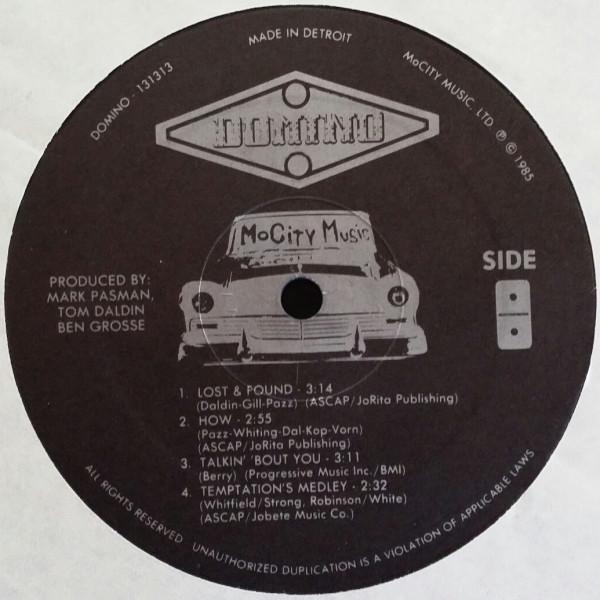 MADE IN DETROIT
DOMINO - 131313
MoCITY MUSIC, LTD ℗ © 1985
DOMINO
MoCity Music
PRODUCED BY:
MARK PASMAN,
TOM DALDIN
BEN GROSSE
SIDE
1. LOST & POUND - 3:14
(Daldin-Gill-Pazz) (ASCAP/JoRita Publishing)
2. HOW - 2:55
(Pazz-Whiting-Dal-Kop-Vorn)
(ASCAP/JoRita Publishing)
3. TALKIN' 'BOUT YOU - 3:11
(Berry) (Progressive Music Inc./BMI)
4. TEMPTATION'S MEDLEY - 2:32
(Whitfield/Strong, Robinson/White)
(ASCAP/Jobete Music Co.)
ALL RIGHTS RESERVED UNAUTHORIZED DUPLICATION IS A VIOLATION OF APPLICABLE LAWS